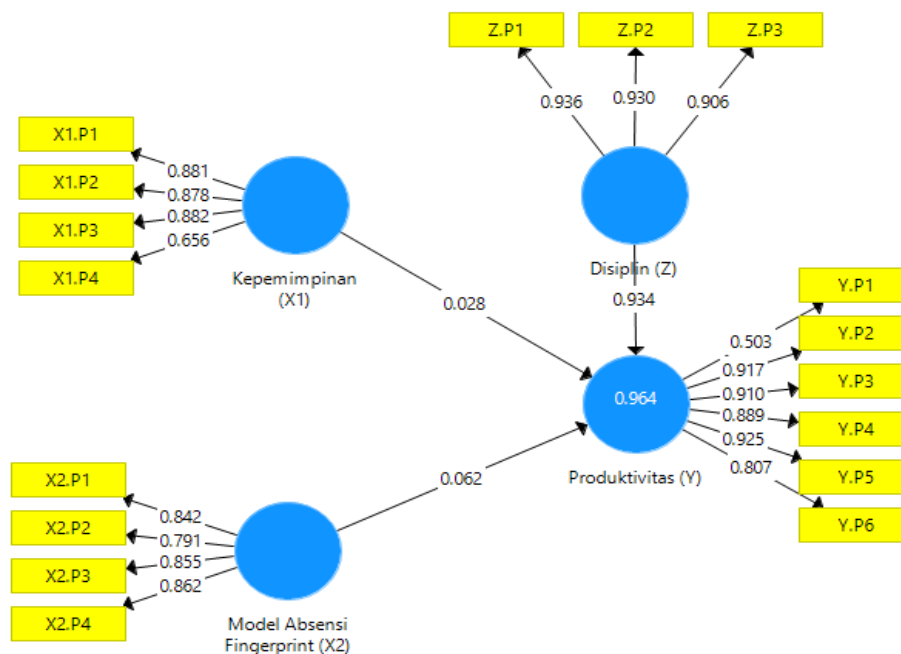 Z.P1
Z.P2
Z.P3
0.936
0.930
0.906
X1.P1
X1.P2
X1.P3
X1.P4
0.881
0.878
0.882
0.656
Kepemimpinan
(X1)
Disiplin (Z)
0.028
0.934
0.964
Produktivitas (Y)
0.503
0.917
0.910
0.889
0.925
0.807
Y.P1
Y.P2
Y.P3
Y.P4
Y.P5
Y.P6
0.062
X2.P1
X2.P2
X2.P3
X2.P4
0.842
0.791
0.855
0.862
Model Absensi
Fingerprint (X2)